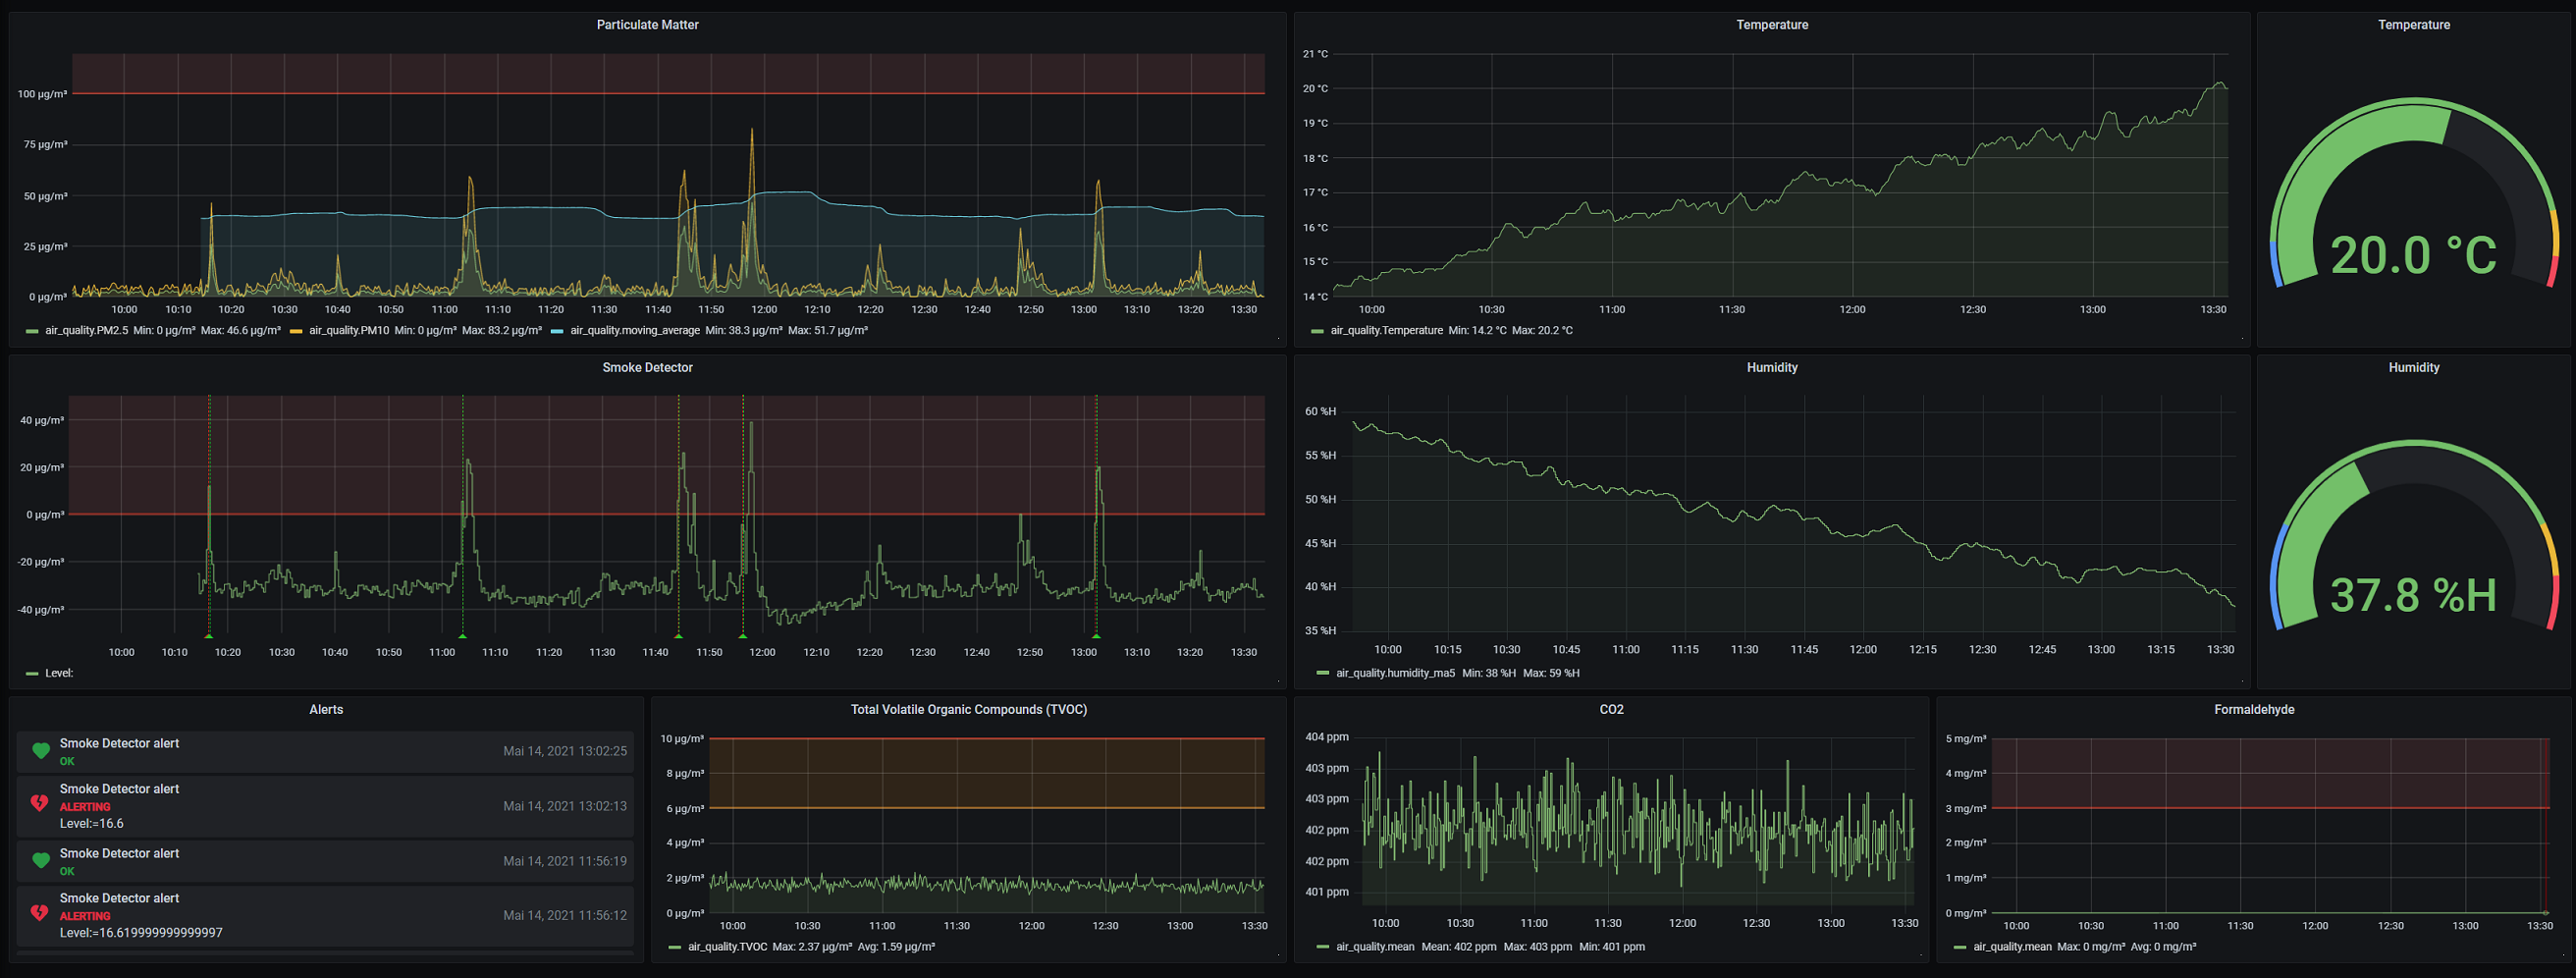 Particulate Matter
100 µg/m³
75 µg/m³
50 µg/m³
25 µg/m³
0 µg/m³
10:00 10:10 10:20 10:30 10:40 10:50 11:00 11:10 11:20 11:30 11:40 11:50 12:00 12:10 12:20 12:30 12:40 12:50 13:00 13:10 13:20 13:30
air_quality.PM2.5 Min: 0 µg/m³ Max: 46.6 µg/m³ air_quality.PM10 Min: 0 µg/m³ Max: 83.2 µg/m³ air_quality.moving_average Min: 38.3 µg/m³ Max: 51.7 µg/m³
Temperature
21 °C
20 °C
19 °C
18 °C
17 °C
16 °C
15 °C
14 °C
10:00 10:30 11:00 11:30 12:00 12:30 13:00 13:30
air_quality.Temperature Min: 14.2 °C Max: 20.2 °C
Temperature
20.0 °C
Smoke Detector
40 µg/m³
20 µg/m³
0 µg/m³
-20 µg/m³
-40 µg/m³
10:00 10:10 10:20 10:30 10:40 10:50 11:00 11:10 11:20 11:30 11:40 11:50 12:00 12:10 12:20 12:30 12:40 12:50 13:00 13:10 13:20 13:30
Level:
Humidity
60 %H
55 %H
50 %H
45 %H
40 %H
35 %H
10:00 10:15 10:30 10:45 11:00 11:15 11:30 11:45 12:00 12:15 12:30 12:45 13:00 13:15 13:30
air_quality.humidity_ma5 Min: 38 %H Max: 59 %H
Humidity
37.8 %H
Alerts
Smoke Detector alert
OK
Mai 14, 2021 13:02:25
Smoke Detector alert
ALERTING
Level:=16.6
Mai 14, 2021 13:02:13
Smoke Detector alert
OK
Mai 14, 2021 11:56:19
Smoke Detector alert
ALERTING
Level:=16.619999999999997
Mai 14, 2021 11:56:12
Total Volatile Organic Compounds (TVOC)
10 µg/m³
8 µg/m³
6 µg/m³
4 µg/m³
2 µg/m³
0 µg/m³
10:00 10:30 11:00 11:30 12:00 12:30 13:00 13:30
air_quality.TVOC Max: 2.37 µg/m³ Avg: 1.59 µg/m³
CO2
404 ppm
403 ppm
403 ppm
402 ppm
402 ppm
401 ppm
10:00 10:30 11:00 11:30 12:00 12:30 13:00 13:30
air_quality.mean Mean: 402 ppm Max: 403 ppm Min: 401 ppm
Formaldehyde
5 mg/m³
4 mg/m³
3 mg/m³
2 mg/m³
1 mg/m³
0 mg/m³
10:00 10:30 11:00 11:30 12:00 12:30 13:00 13:30
air_quality.mean Max: 0 mg/m³ Avg: 0 mg/m³